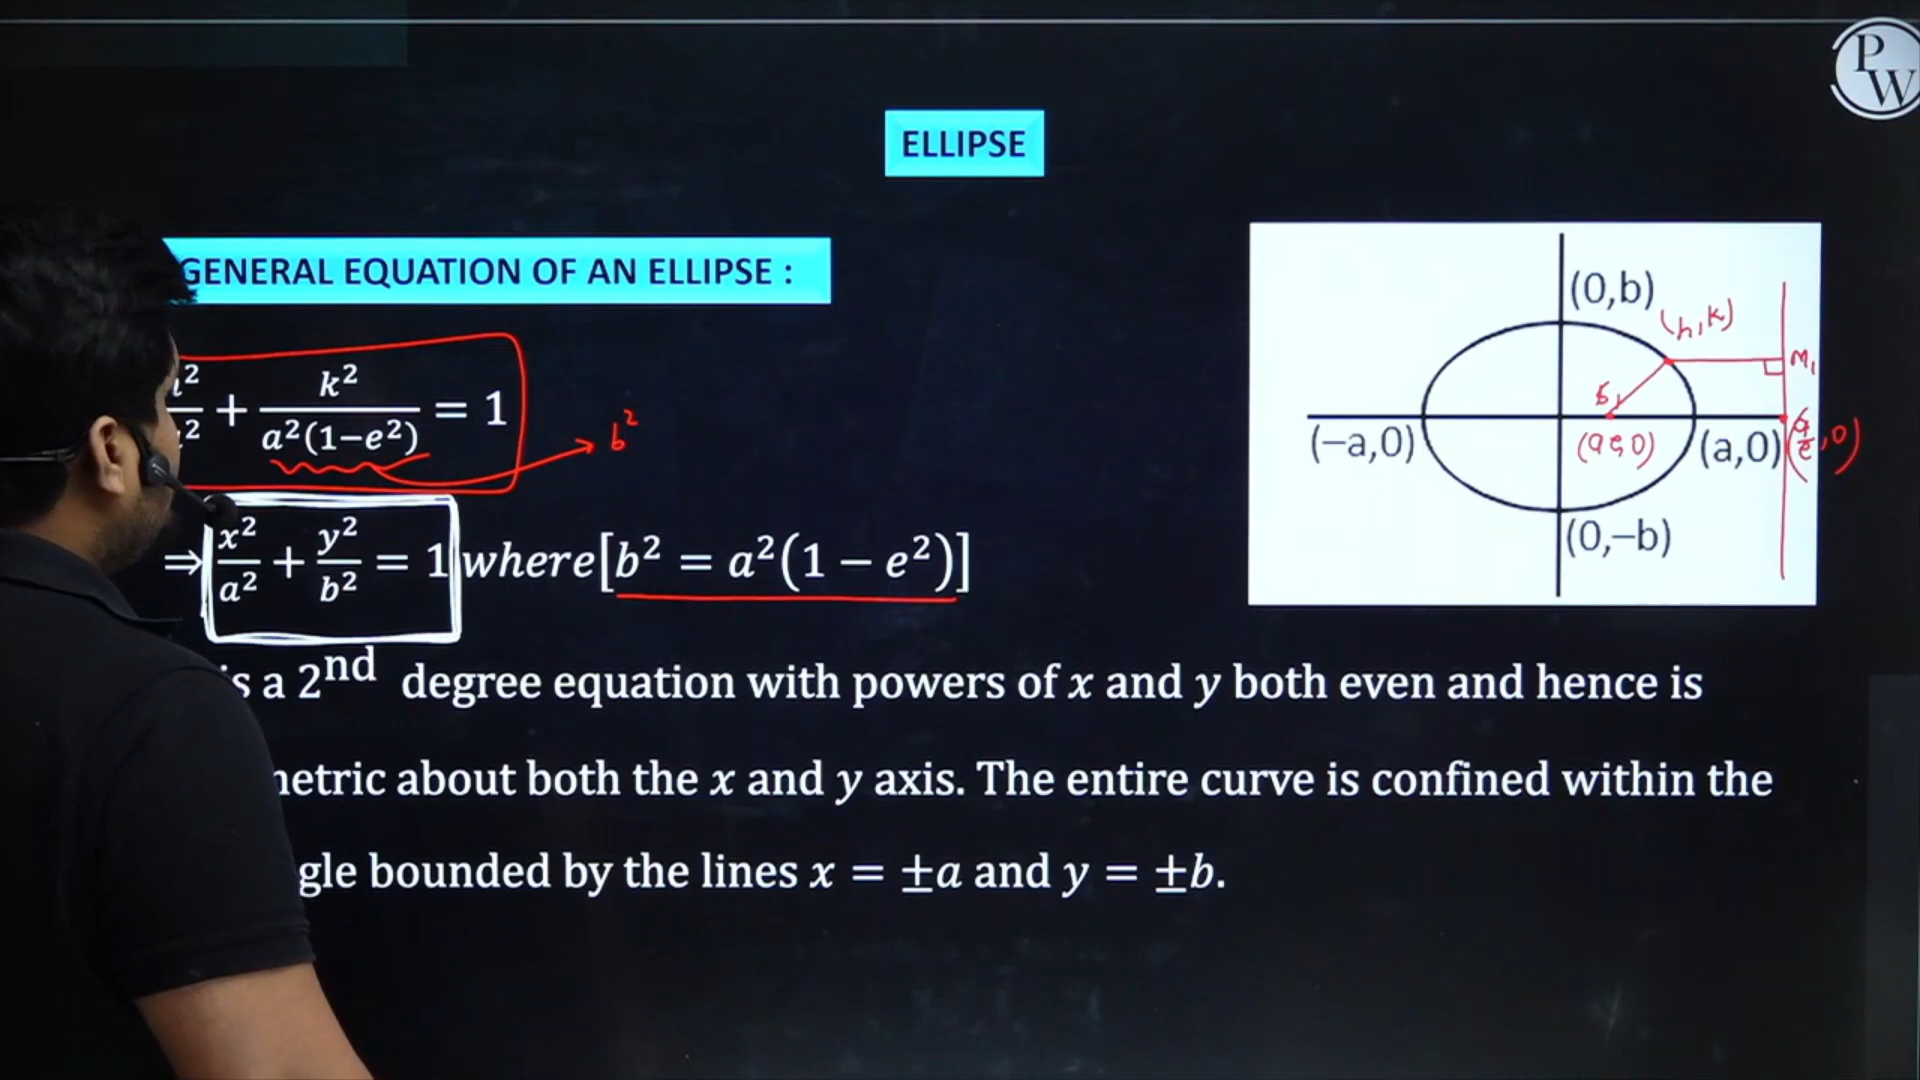 PW
ELLIPSE
GENERAL EQUATION OF AN ELLIPSE :
2/2 + k²/a²(1−e²) = 1
→ b²
⇒ x²/a² + y²/b² = 1 where[b² = a²(1 − e²)]
is a 2nd degree equation with powers of x and y both even and hence is
about both the x and y axis. The entire curve is confined within the
bounded by the lines x = ±a and y = ±b.
(0,b)
(h,k)
M₁
S₁
(−a,0)
(ae,0)
(a,0)
(a/e,0)
(0,−b)